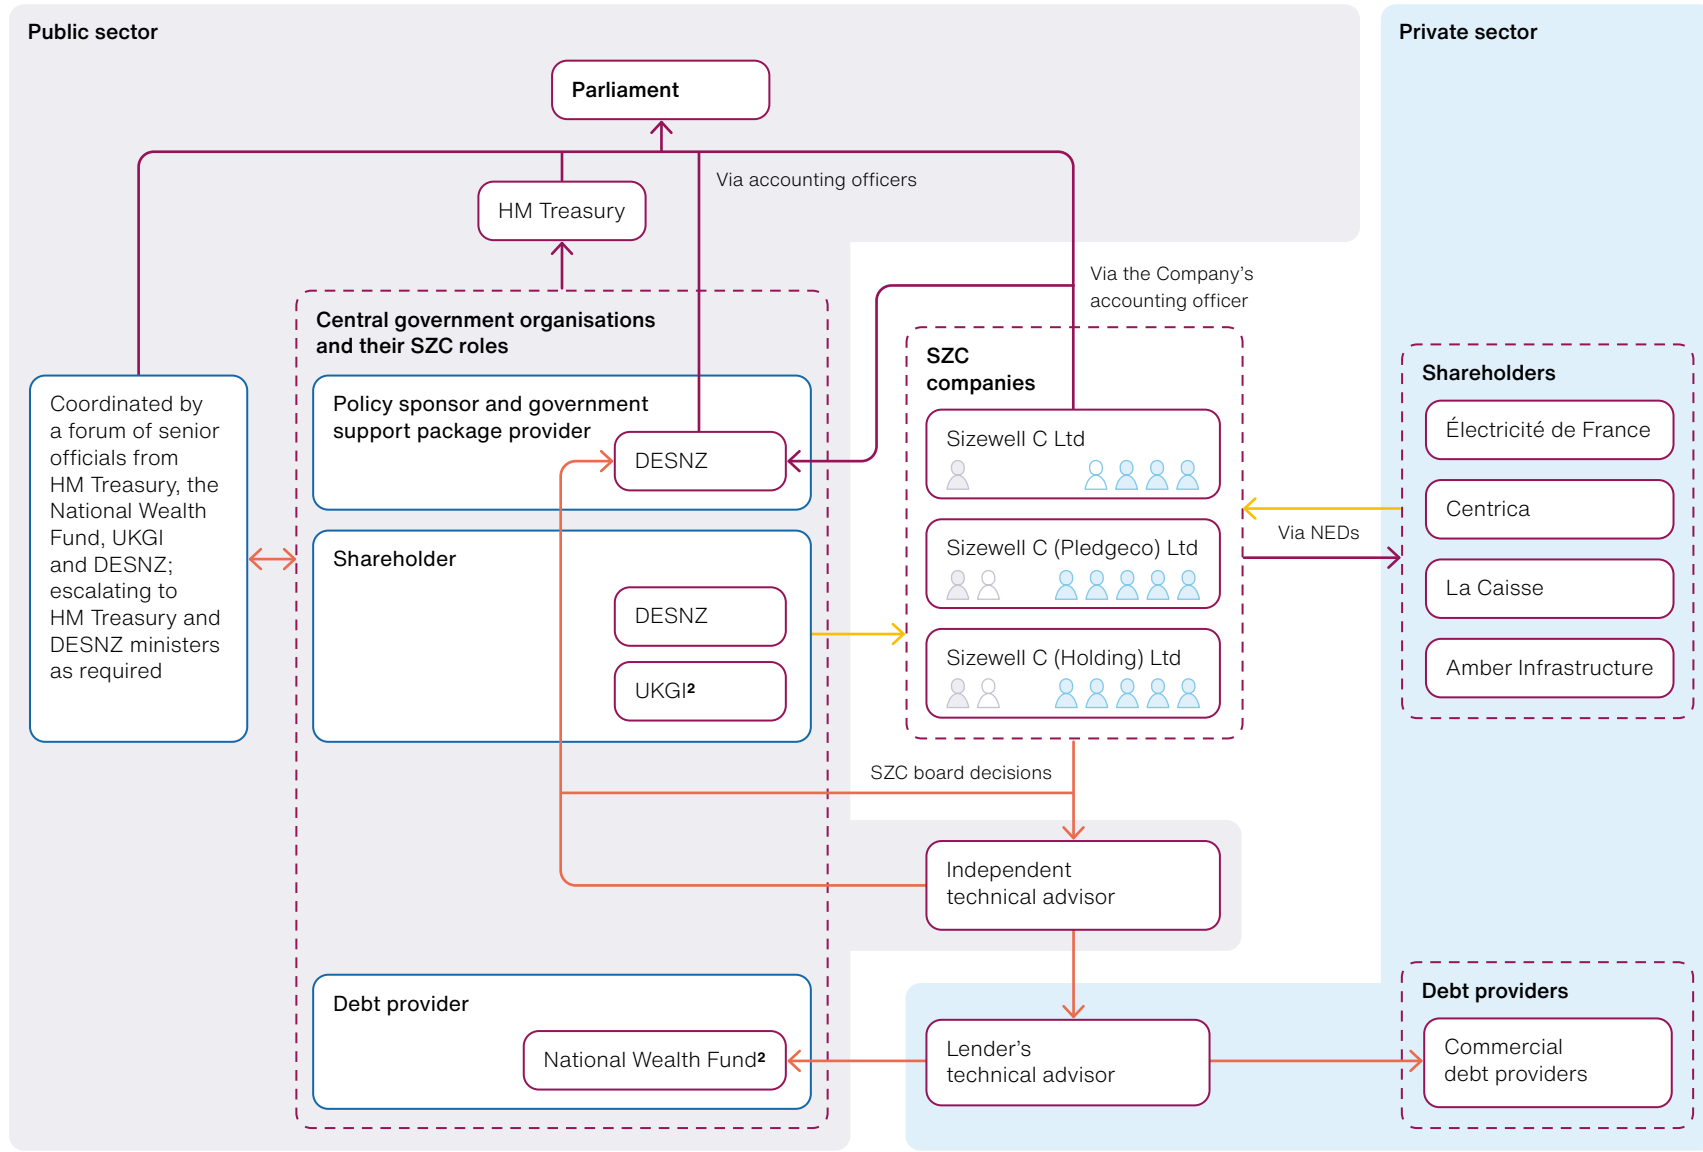 Public sector
Private sector
Parliament
Via accounting officers
HM Treasury
Via the Company's
accounting officer
Central government organisations
and their SZC roles
SZC
companies
Shareholders
Coordinated by
a forum of senior
officials from
HM Treasury, the
National Wealth
Fund, UKGI
and DESNZ;
escalating to
HM Treasury and
DESNZ ministers
as required
Policy sponsor and government
support package provider
DESNZ
Sizewell C Ltd
Électricité de France
Centrica
Via NEDs
Shareholder
DESNZ
UKGI²
Sizewell C (Pledgeco) Ltd
La Caisse
Sizewell C (Holding) Ltd
Amber Infrastructure
SZC board decisions
Independent
technical advisor
Debt provider
National Wealth Fund²
Lender's
technical advisor
Debt providers
Commercial
debt providers